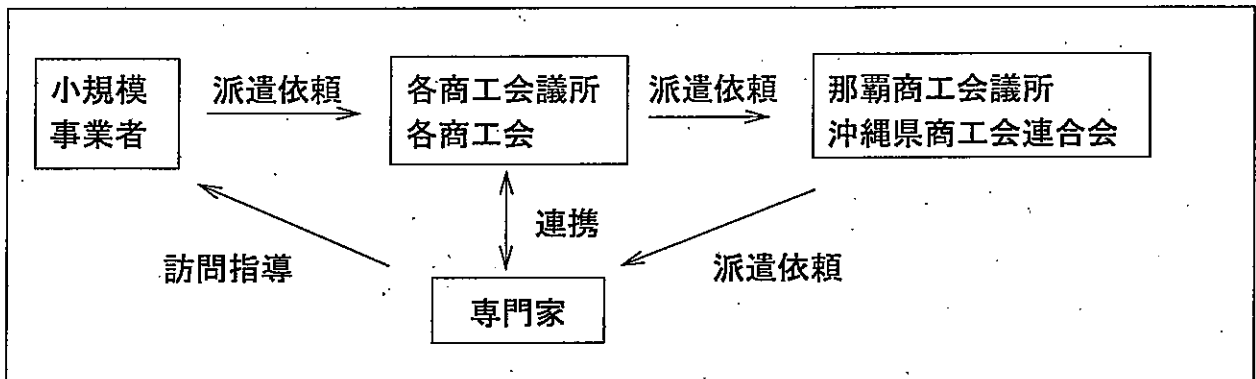 小規模
事業者
派遣依頼
各商工会議所
各商工会
派遣依頼
那覇商工会議所
沖縄県商工会連合会
連携
訪問指導
派遣依頼
専門家